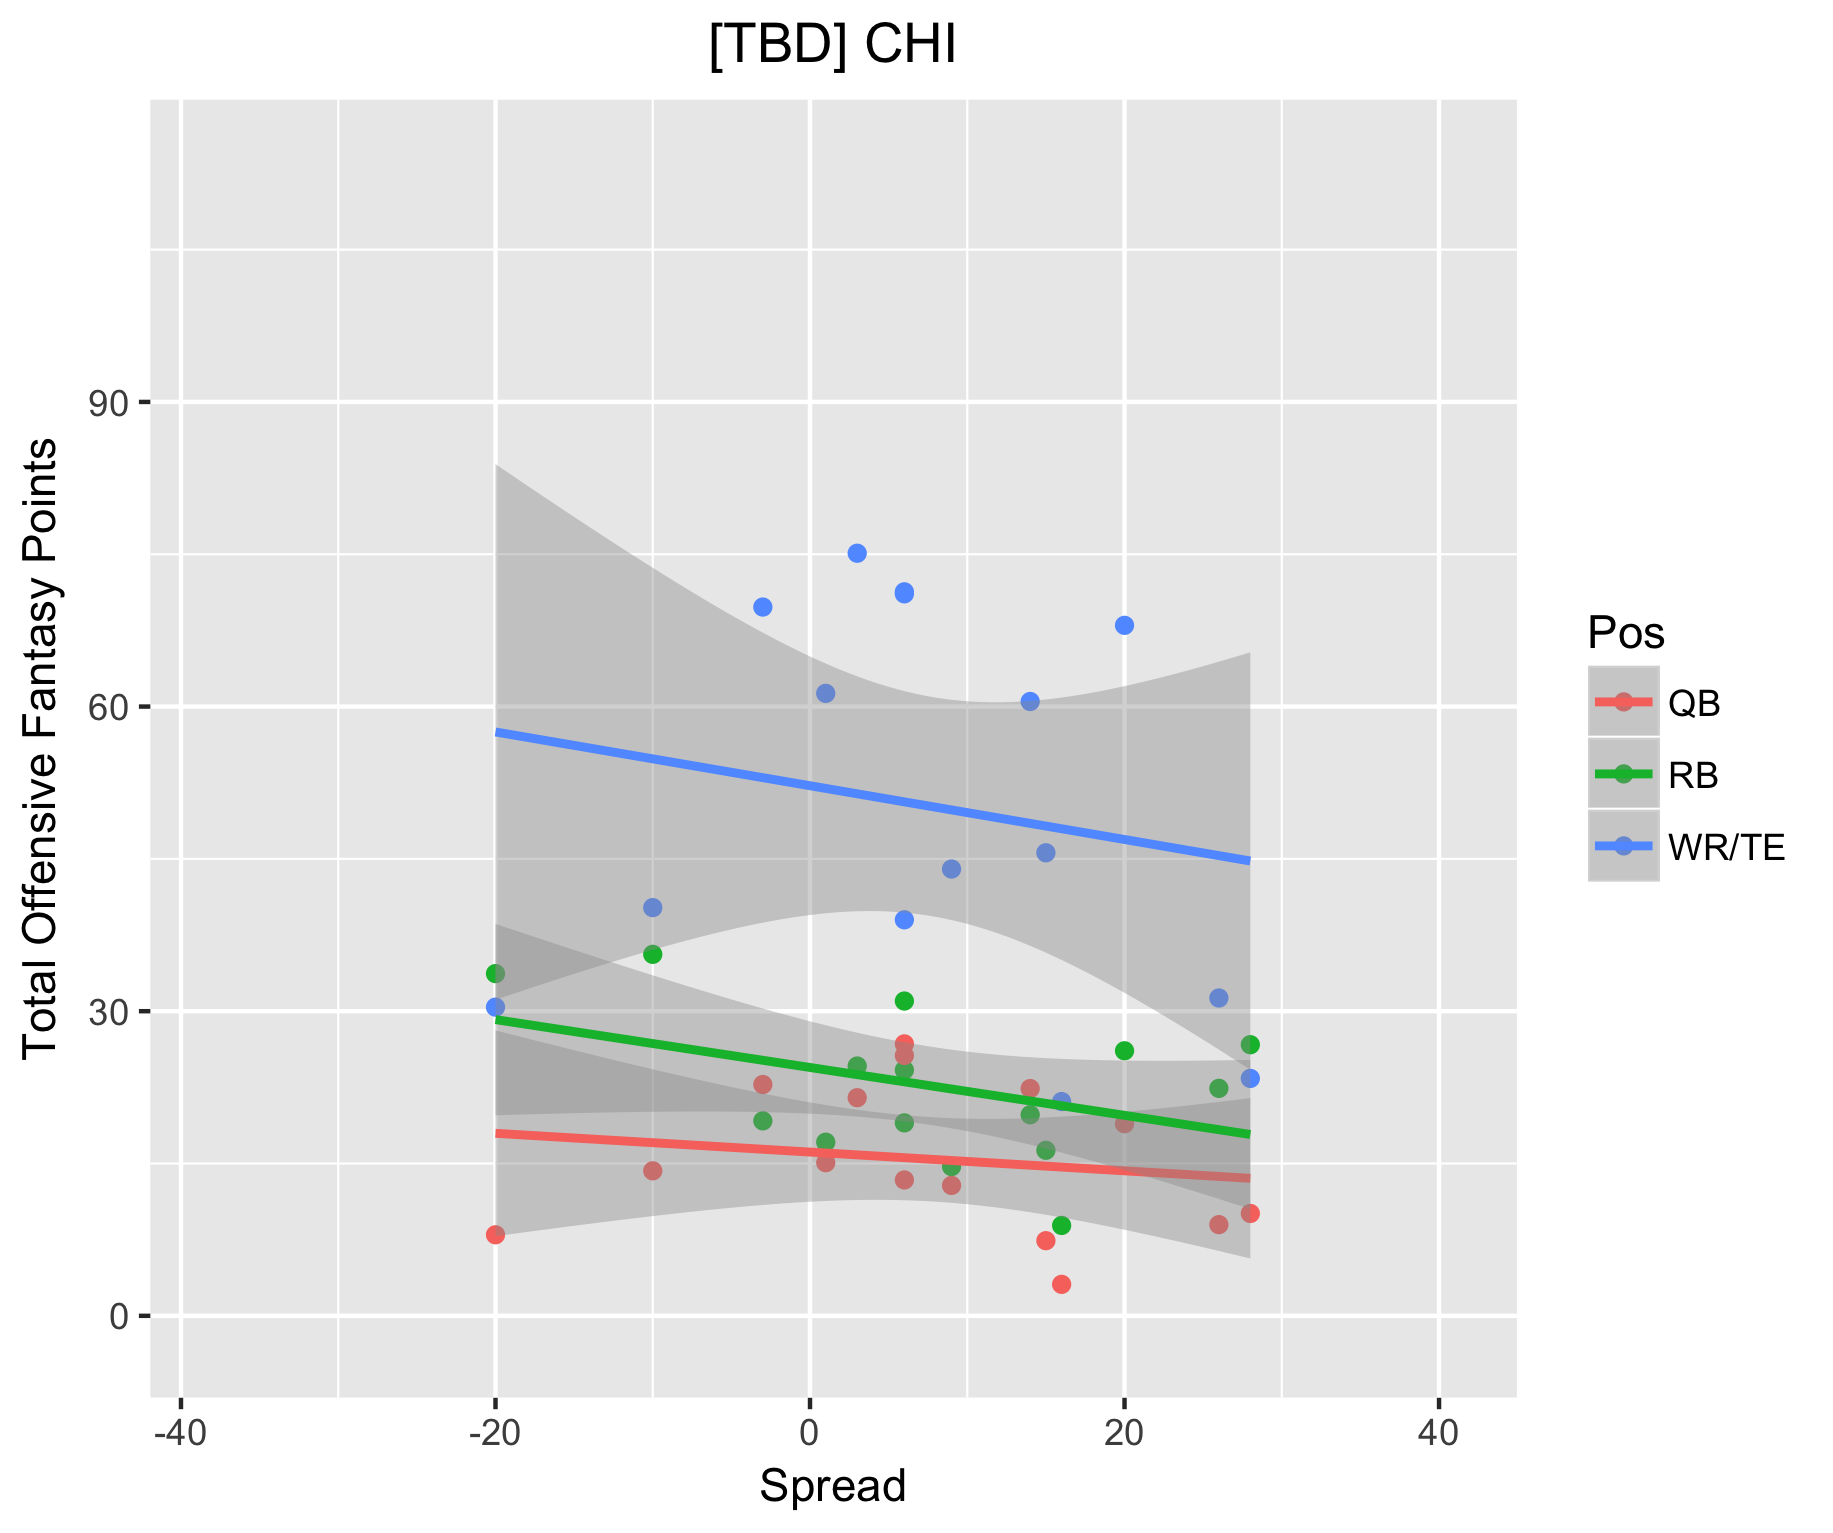 [TBD] CHI
Total Offensive Fantasy Points
90
60
30
0
-40
-20
0
20
40
Spread
Pos
QB
RB
WR/TE